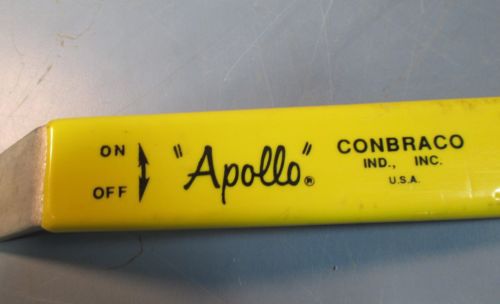 ON
OFF
"Apollo"®
CONBRACO
IND., INC.
U.S.A.